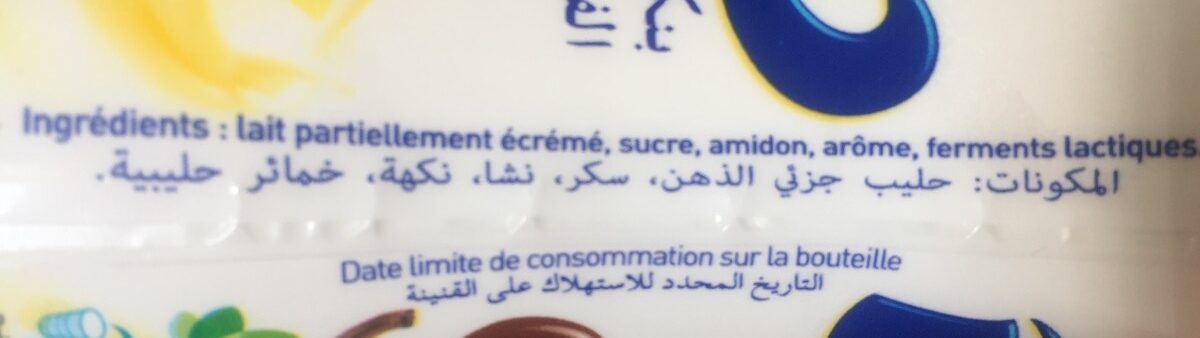 Ingrédients : lait partiellement écrémé, sucre, amidon, arôme, ferments lactiques
المكونات: حليب جزئي الذهن، سكر، نشا، نكهة، خمائر حليبية.
Date limite de consommation sur la bouteille
التاريخ المحدد للاستهلاك على القنينة